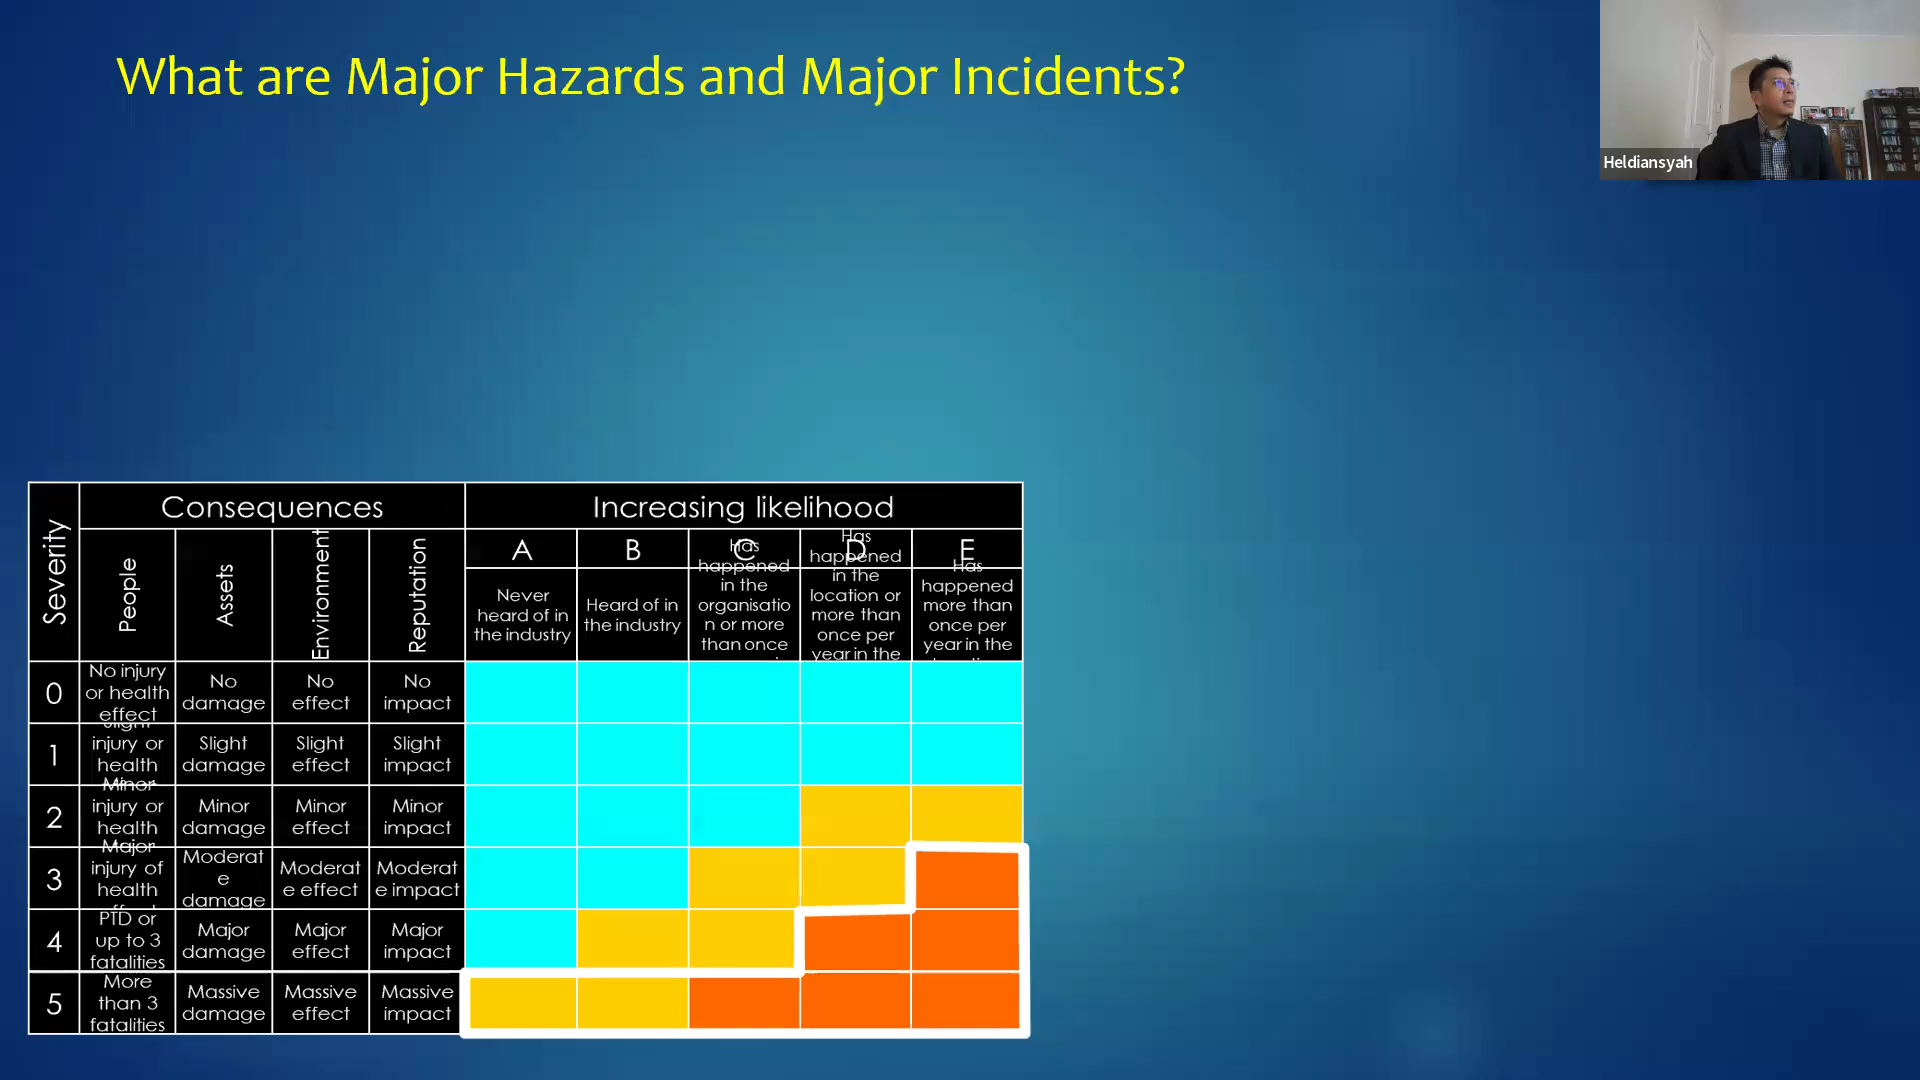 What are Major Hazards and Major Incidents?
Heldiansyah
Severity
Consequences
Increasing likelihood
People
Assets
Environment
Reputation
A
B
C
D
E
Never
heard of in
the industry
Heard of in
the industry
Has
happened
in the
organisatio
n or more
than once
Has
happened
in the
location or
more than
once per
year in the
Has
happened
more than
once per
year in the
0
No injury
or health
effect
No
damage
No
effect
No
impact
1
Slight
injury or
health
Slight
damage
Slight
effect
Slight
impact
2
Minor
injury or
health
Minor
damage
Minor
effect
Minor
impact
3
Major
injury of
health
Moderat
e
damage
Moderat
e effect
Moderat
e impact
4
PTD or
up to 3
fatalities
Major
damage
Major
effect
Major
impact
5
More
than 3
fatalities
Massive
damage
Massive
effect
Massive
impact